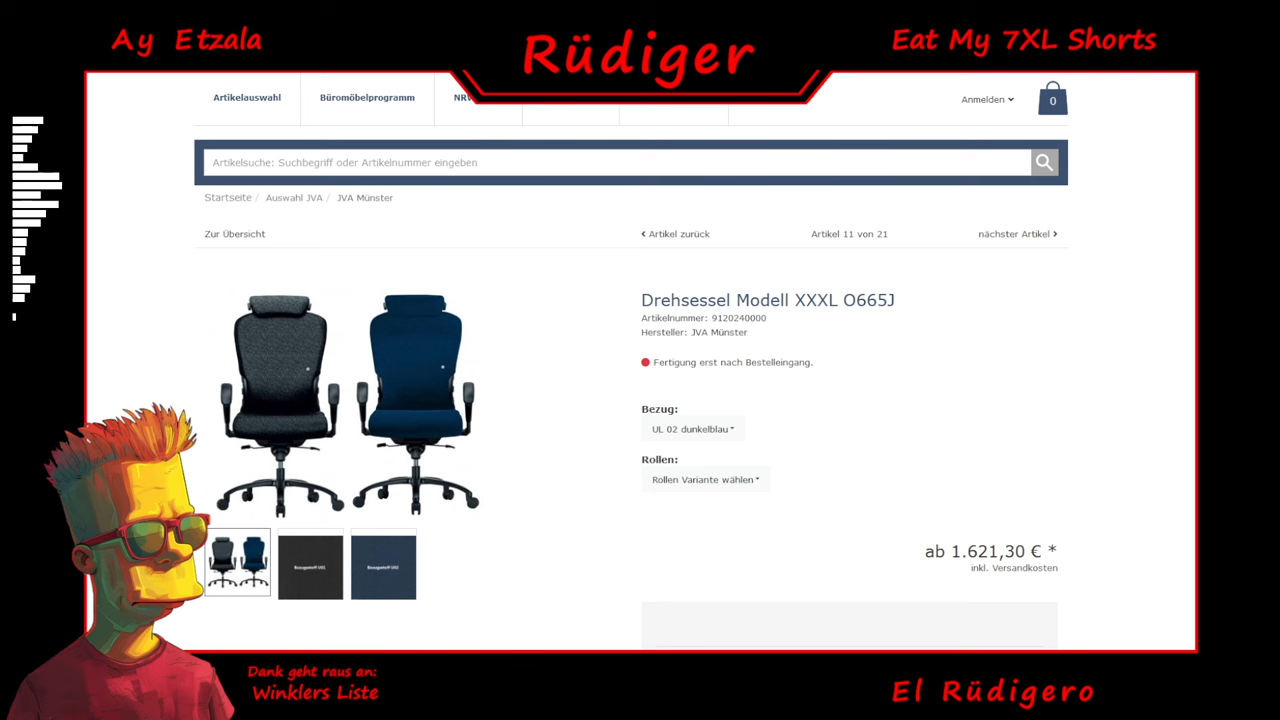 Ay Etzala
Rüdiger
Eat My 7XL Shorts
Artikelauswahl
Büromöbelprogramm
Anmelden
0
Artikelsuche: Suchbegriff oder Artikelnummer eingeben
Startseite / Auswahl JVA / JVA Münster
Zur Übersicht
Artikel zurück
Artikel 11 von 21
nächster Artikel
Drehsessel Modell XXXL O665J
Artikelnummer: 9120240000
Hersteller: JVA Münster
Fertigung erst nach Bestelleingang.
Bezug:
UL 02 dunkelblau
Rollen:
Rollen Variante wählen
ab 1.621,30 € *
inkl. Versandkosten
Dank geht raus an:
Winklers Liste
El Rüdigero